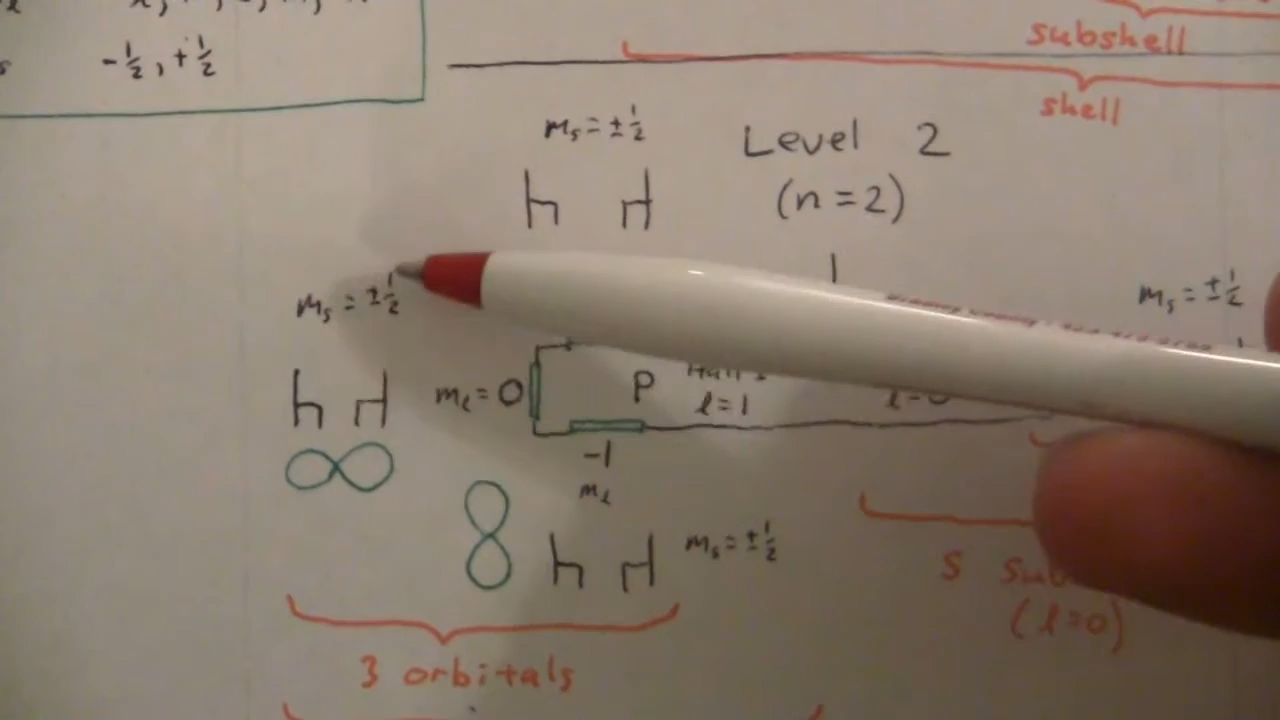 -½, +½
subshell
shell
mₛ = ±½
Level 2
(n=2)
1
mₛ = ±½
mₛ = ±½
mₗ = 0
P
l=1
-1
mₗ
mₛ = ±½
s
(l=0)
3 orbitals